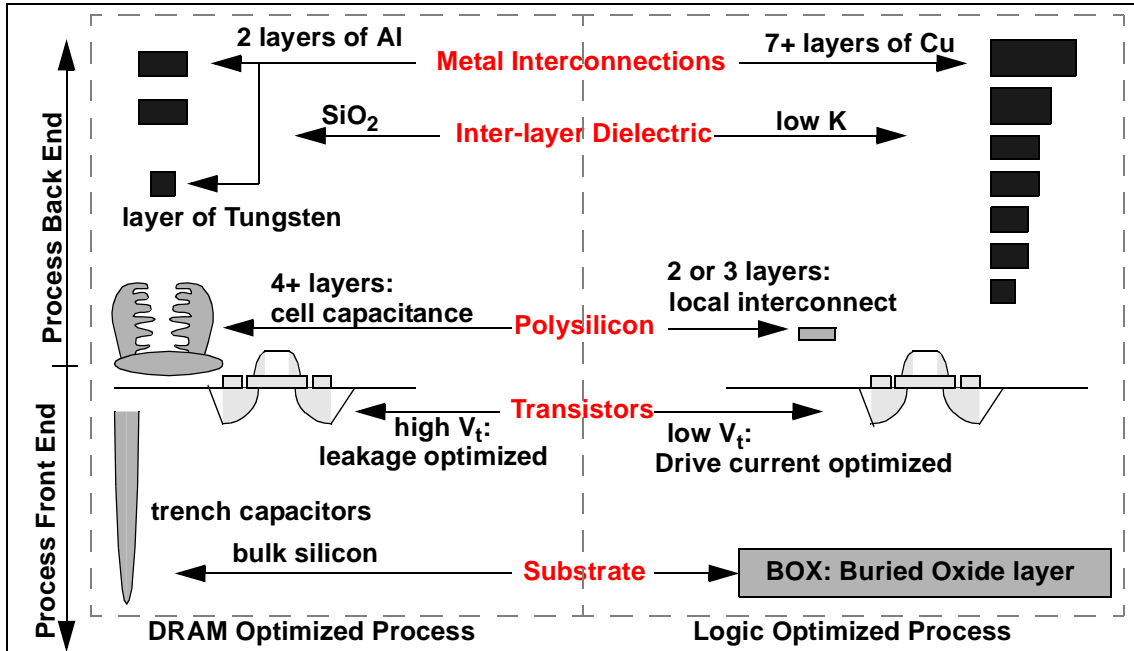 2 layers of Al
7+ layers of Cu
Metal Interconnections
SiO2
Inter-layer Dielectric
low K
layer of Tungsten
Process Back End
4+ layers:
cell capacitance
2 or 3 layers:
local interconnect
Polysilicon
Transistors
high Vt:
leakage optimized
low Vt:
Drive current optimized
Process Front End
trench capacitors
bulk silicon
Substrate
BOX: Buried Oxide layer
DRAM Optimized Process
Logic Optimized Process